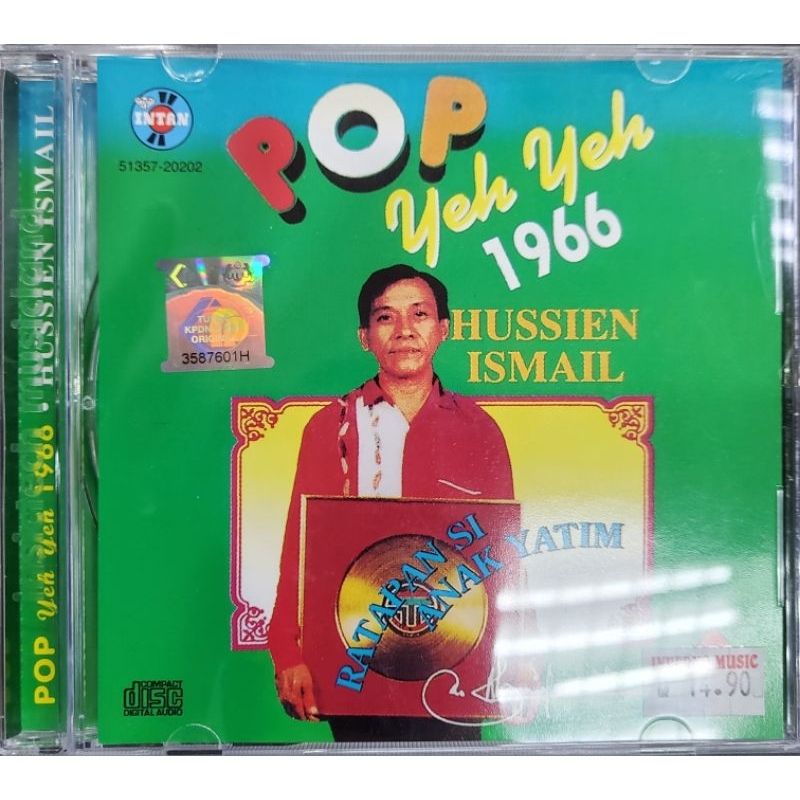 INTAN
51357-20202
POP
Yeh Yeh
1966
HUSSIEN
ISMAIL
3587601H
RATAPAN SI
ANAK YATIM
COMPACT
disc
DIGITAL AUDIO
MUSIC
14.90
POP Yeh Yeh 1966 • HUSSIEN ISMAIL